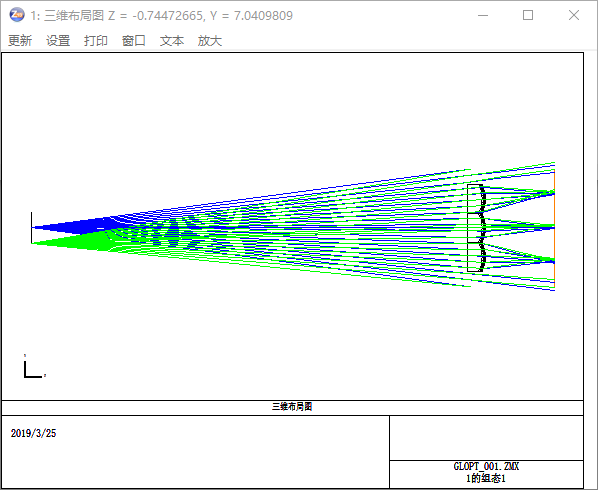 1: 三维布局图 Z = -0.74472665, Y = 7.0409809
更新 设置 打印 窗口 文本 放大
三维布局图
2019/3/25
GLOPT_001.ZMX
1的组态1